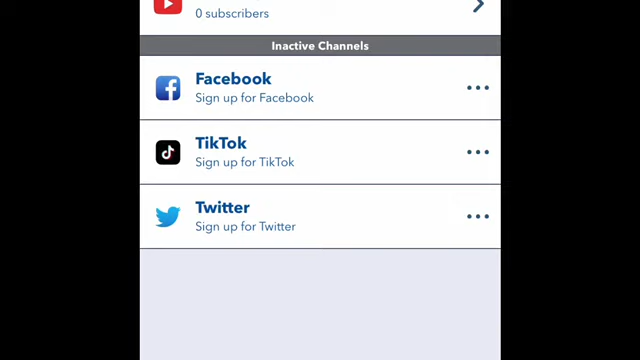 0 subscribers
Inactive Channels
Facebook
Sign up for Facebook
TikTok
Sign up for TikTok
Twitter
Sign up for Twitter